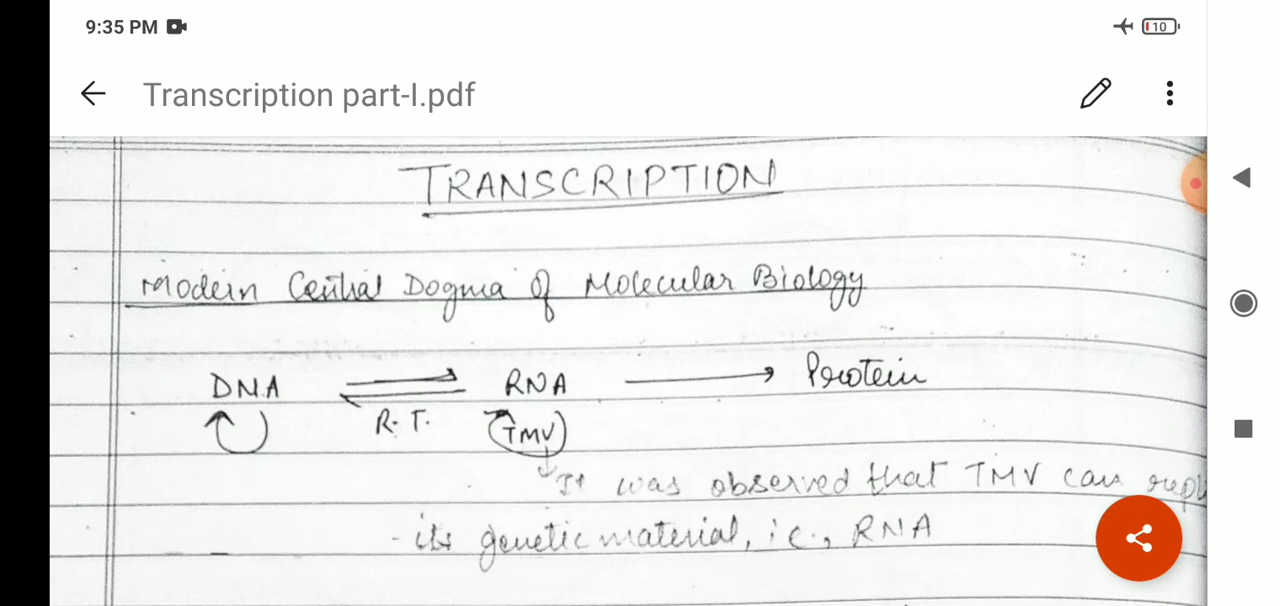 9:35 PM
10
Transcription part-I.pdf
TRANSCRIPTION
Modern Central Dogma of Molecular Biology
DNA RNA Protein
R. T. TMV
It was observed that TMV can
its genetic material, i.e., RNA